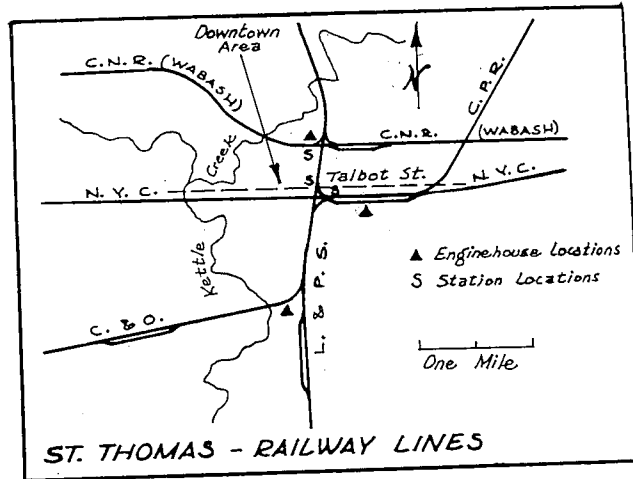 Downtown
Area
C.N.R. (WABASH)
N
C.P.R.
Creek
S
C.N.R. (WABASH)
S
Talbot St.
N.Y.C.
S
N.Y.C.
Kettle
L. & P.S.
▲ Enginehouse Locations
S Station Locations
C. & O.
One Mile
ST. THOMAS - RAILWAY LINES